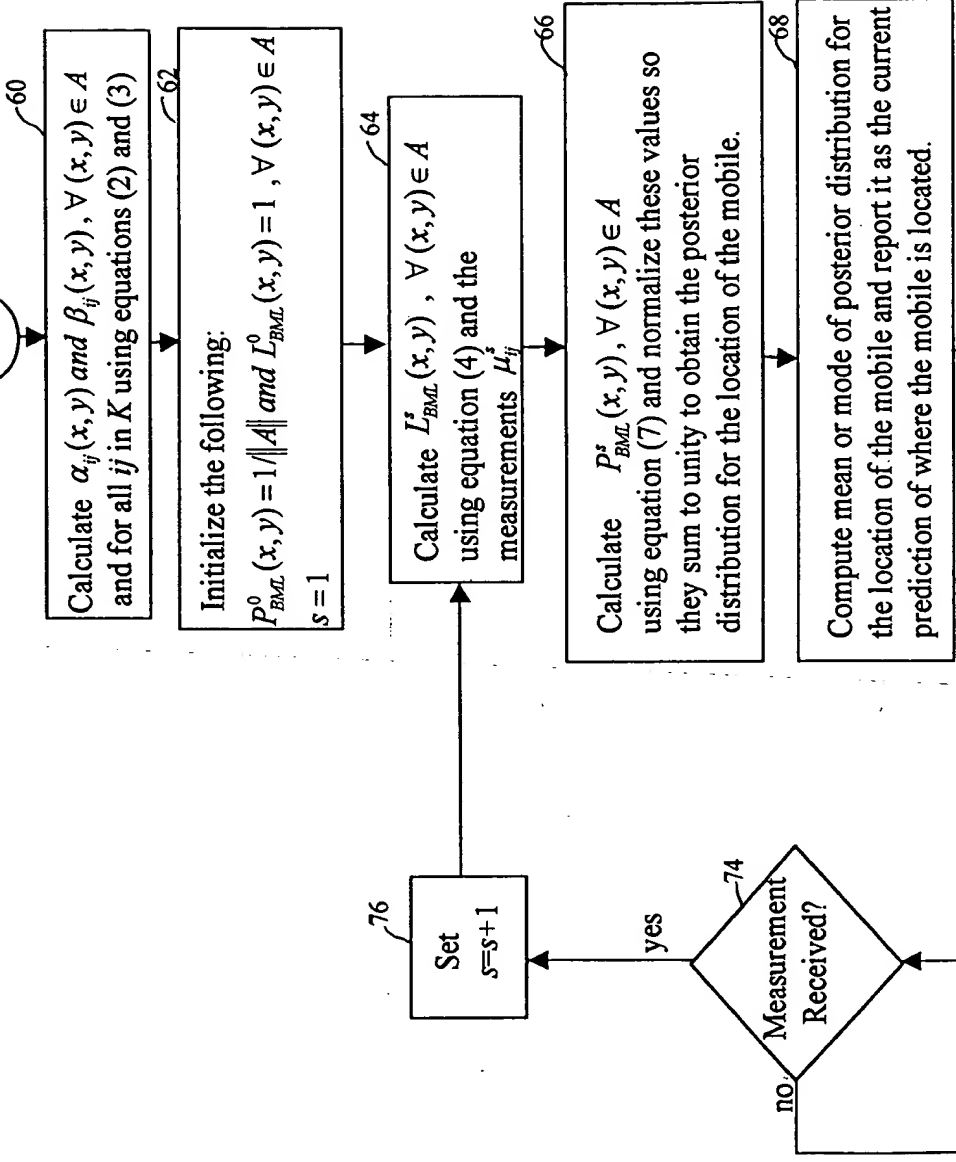 60
Calculate α_ij(x,y) and β_ij(x,y), ∀ (x,y) ∈ A
and for all ij in K using equations (2) and (3)
62
Initialize the following:
P^0_BML(x,y) = 1/‖A‖ and L^0_BML(x,y) = 1, ∀ (x,y) ∈ A
s = 1
64
Calculate L^s_BML(x,y), ∀ (x,y) ∈ A
using equation (4) and the
measurements μ^s_ij
66
Calculate P^s_BML(x,y), ∀ (x,y) ∈ A
using equation (7) and normalize these values so
they sum to unity to obtain the posterior
distribution for the location of the mobile.
68
Compute mean or mode of posterior distribution for
the location of the mobile and report it as the current
prediction of where the mobile is located.
76
Set
s=s+1
yes
74
Measurement
Received?
no